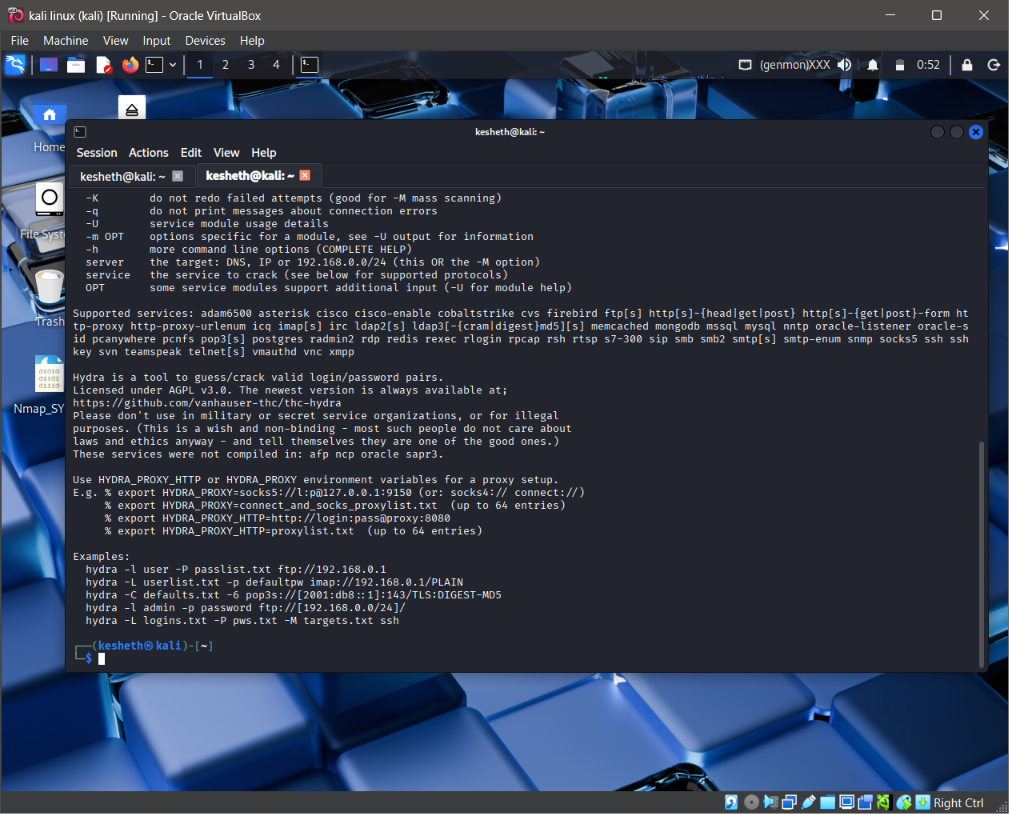 kali linux (kali) [Running] - Oracle VirtualBox
File Machine View Input Devices Help
1 2 3 4 (genmon)XXX 0:52
Home
File Syst
Trash
Nmap_SY
kesheth@kali: ~
Session Actions Edit View Help
kesheth@kali: ~ kesheth@kali: ~
-K do not redo failed attempts (good for -M mass scanning)
-q do not print messages about connection errors
-U service module usage details
-m OPT options specific for a module, see -U output for information
-h more command line options (COMPLETE HELP)
server the target: DNS, IP or 192.168.0.0/24 (this OR the -M option)
service the service to crack (see below for supported protocols)
OPT some service modules support additional input (-U for module help)
Supported services: adam6500 asterisk cisco cisco-enable cobaltstrike cvs firebird ftp[s] http[s]-{head|get|post} http[s]-{get|post}-form ht
tp-proxy http-proxy-urlenum icq imap[s] irc ldap2[s] ldap3[-{cram|digest}md5][s] memcached mongodb mssql mysql nntp oracle-listener oracle-s
id pcanywhere pcnfs pop3[s] postgres radmin2 rdp redis rexec rlogin rpcap rsh rtsp s7-300 sip smb smb2 smtp[s] smtp-enum snmp socks5 ssh ssh
key svn teamspeak telnet[s] vmauthd vnc xmpp
Hydra is a tool to guess/crack valid login/password pairs.
Licensed under AGPL v3.0. The newest version is always available at;
https://github.com/vanhauser-thc/thc-hydra
Please don't use in military or secret service organizations, or for illegal
purposes. (This is a wish and non-binding - most such people do not care about
laws and ethics anyway - and tell themselves they are one of the good ones.)
These services were not compiled in: afp ncp oracle sapr3.
Use HYDRA_PROXY_HTTP or HYDRA_PROXY environment variables for a proxy setup.
E.g. % export HYDRA_PROXY=socks5://l:p@127.0.0.1:9150 (or: socks4:// connect://)
% export HYDRA_PROXY=connect_and_socks_proxylist.txt (up to 64 entries)
% export HYDRA_PROXY_HTTP=http://login:pass@proxy:8080
% export HYDRA_PROXY_HTTP=proxylist.txt (up to 64 entries)
Examples:
hydra -l user -P passlist.txt ftp://192.168.0.1
hydra -L userlist.txt -p defaultpw imap://192.168.0.1/PLAIN
hydra -C defaults.txt -6 pop3s://[2001:db8::1]:143/TLS:DIGEST-MD5
hydra -l admin -p password ftp://[192.168.0.0/24]/
hydra -L logins.txt -P pws.txt -M targets.txt ssh
┌──(kesheth㉿kali)-[~]
└─$
Right Ctrl